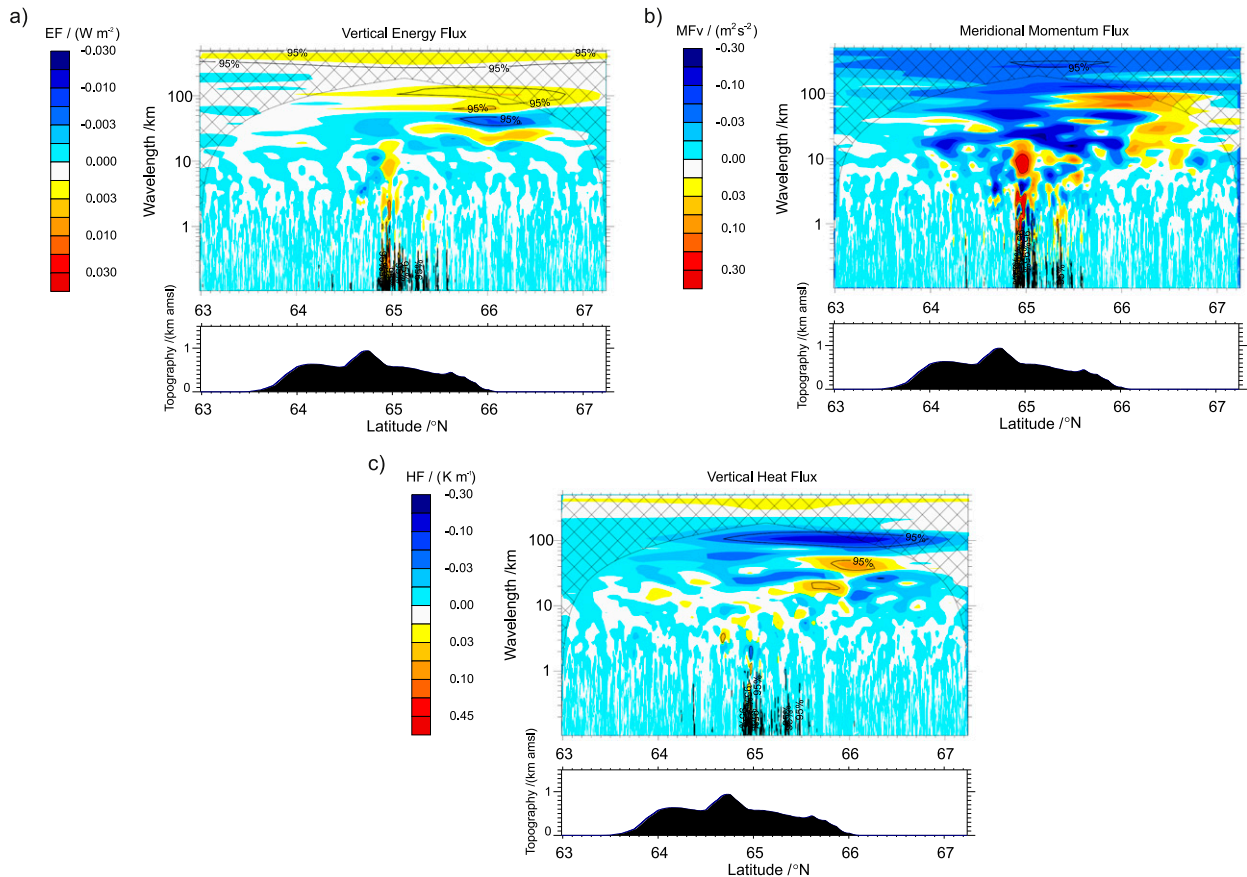 a)
EF / (W m⁻²)
Vertical Energy Flux
-0.030
-0.010
-0.003
0.000
0.003
0.010
0.030
Wavelength /km
100
10
1
95%
95%
95%
95%
95%
95%
95%
63 64 65 66 67
Topography /(km amsl)
1
0
63 64 65 66 67
Latitude /°N
b)
MFv / (m²s⁻²)
Meridional Momentum Flux
-0.30
-0.10
-0.03
0.00
0.03
0.10
0.30
Wavelength /km
100
10
1
95%
95%
63 64 65 66 67
Topography /(km amsl)
1
0
63 64 65 66 67
Latitude /°N
c)
HF / (K m⁻¹)
Vertical Heat Flux
-0.30
-0.10
-0.03
0.00
0.03
0.10
0.45
Wavelength /km
100
10
1
95%
95%
95%
95%
95%
63 64 65 66 67
Topography /(km amsl)
1
0
63 64 65 66 67
Latitude /°N